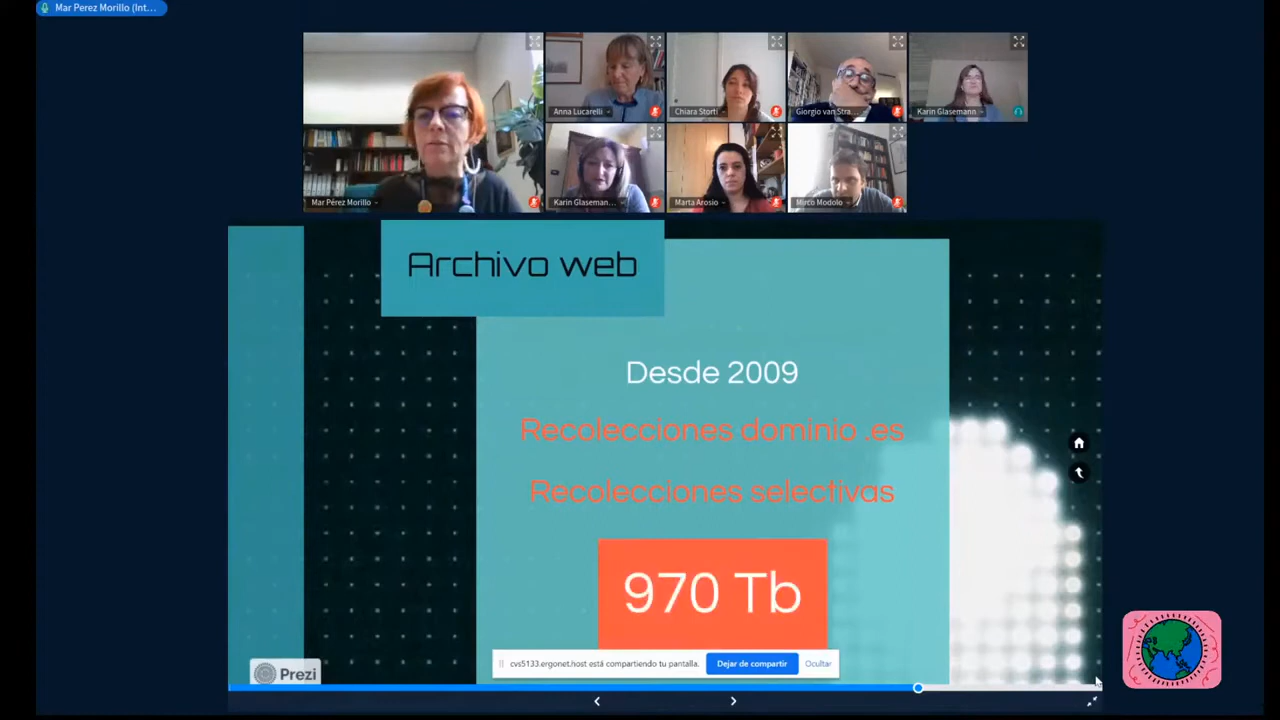 Mar Perez Morillo (Int...
Anna Lucarelli
Chiara Storti
Giorgio van Stra...
Karin Glasemann
Mar Pérez Morillo
Karin Glaseman...
Marta Arosio
Mirco Modolo
Archivo web
Desde 2009
Recolecciones dominio .es
Recolecciones selectivas
970 Tb
cvs5133.ergonet.host está compartiendo tu pantalla.
Dejar de compartir
Ocultar
Prezi